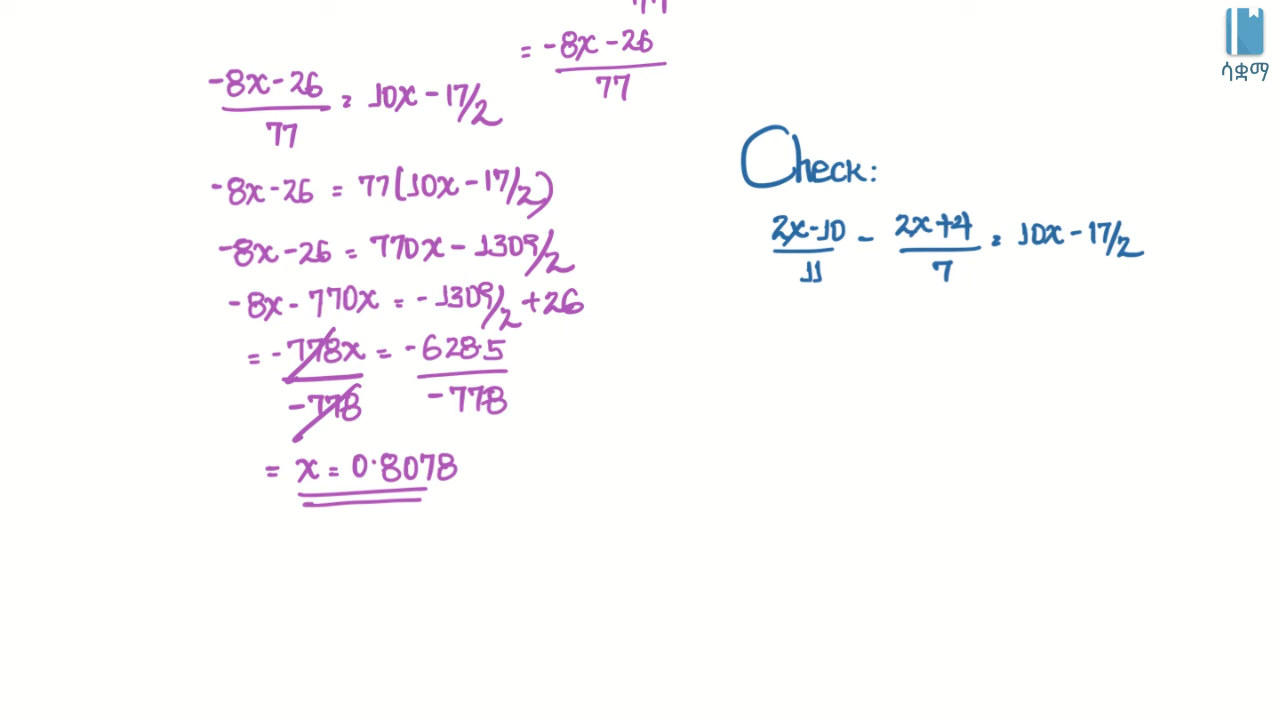 77
= -8x - 26 / 77
-8x - 26 / 77 = 10x - 17/2
-8x - 26 = 77(10x - 17/2)
-8x - 26 = 770x - 1309/2
-8x - 770x = -1309/2 + 26
= -778x / -778 = -628.5 / -778
= x = 0.8078
Check:
2x - 10 / 11 - 2x + 4 / 7 = 10x - 17/2
ሳቋማ